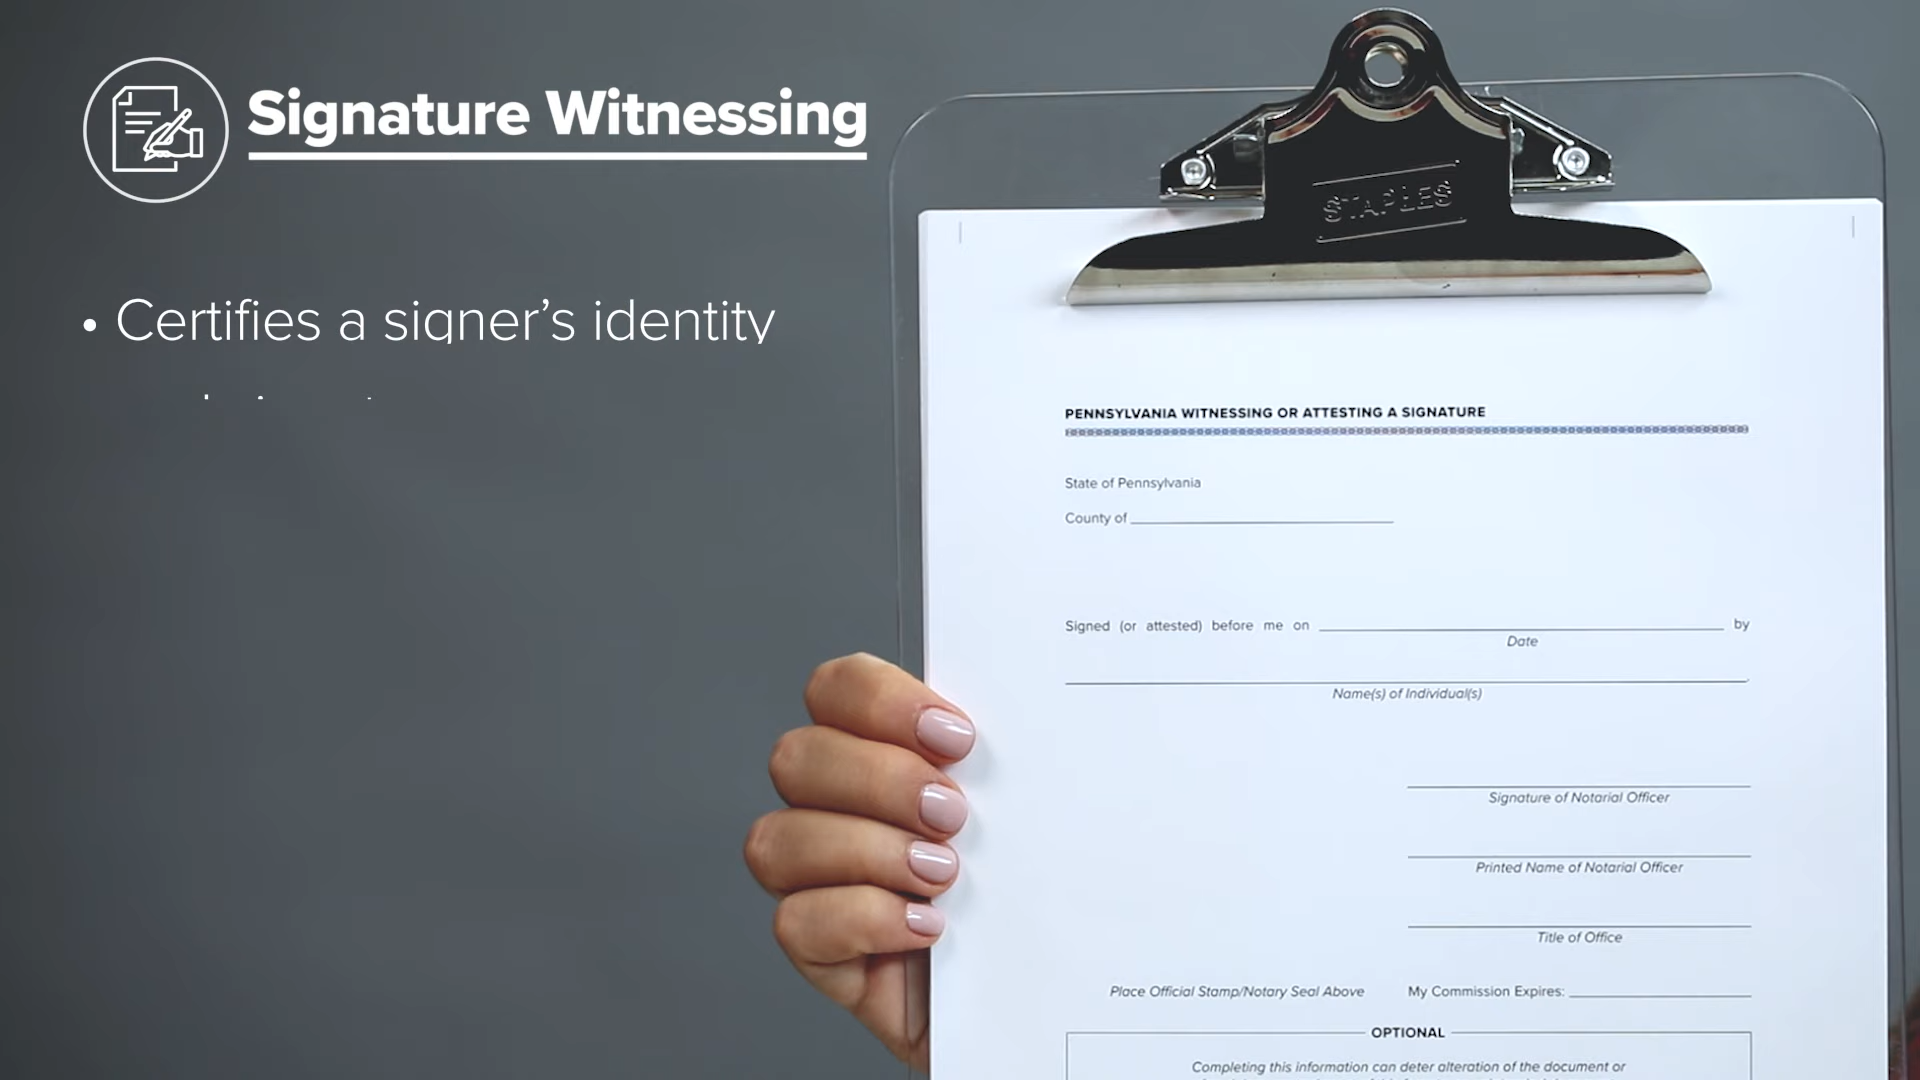 Signature Witnessing
• Certifies a signer’s identity
STAPLES
PENNSYLVANIA WITNESSING OR ATTESTING A SIGNATURE
State of Pennsylvania
County of
Signed (or attested) before me on by
Date
Name(s) of Individual(s)
Signature of Notarial Officer
Printed Name of Notarial Officer
Title of Office
Place Official Stamp/Notary Seal Above My Commission Expires:
OPTIONAL
Completing this information can deter alteration of the document or